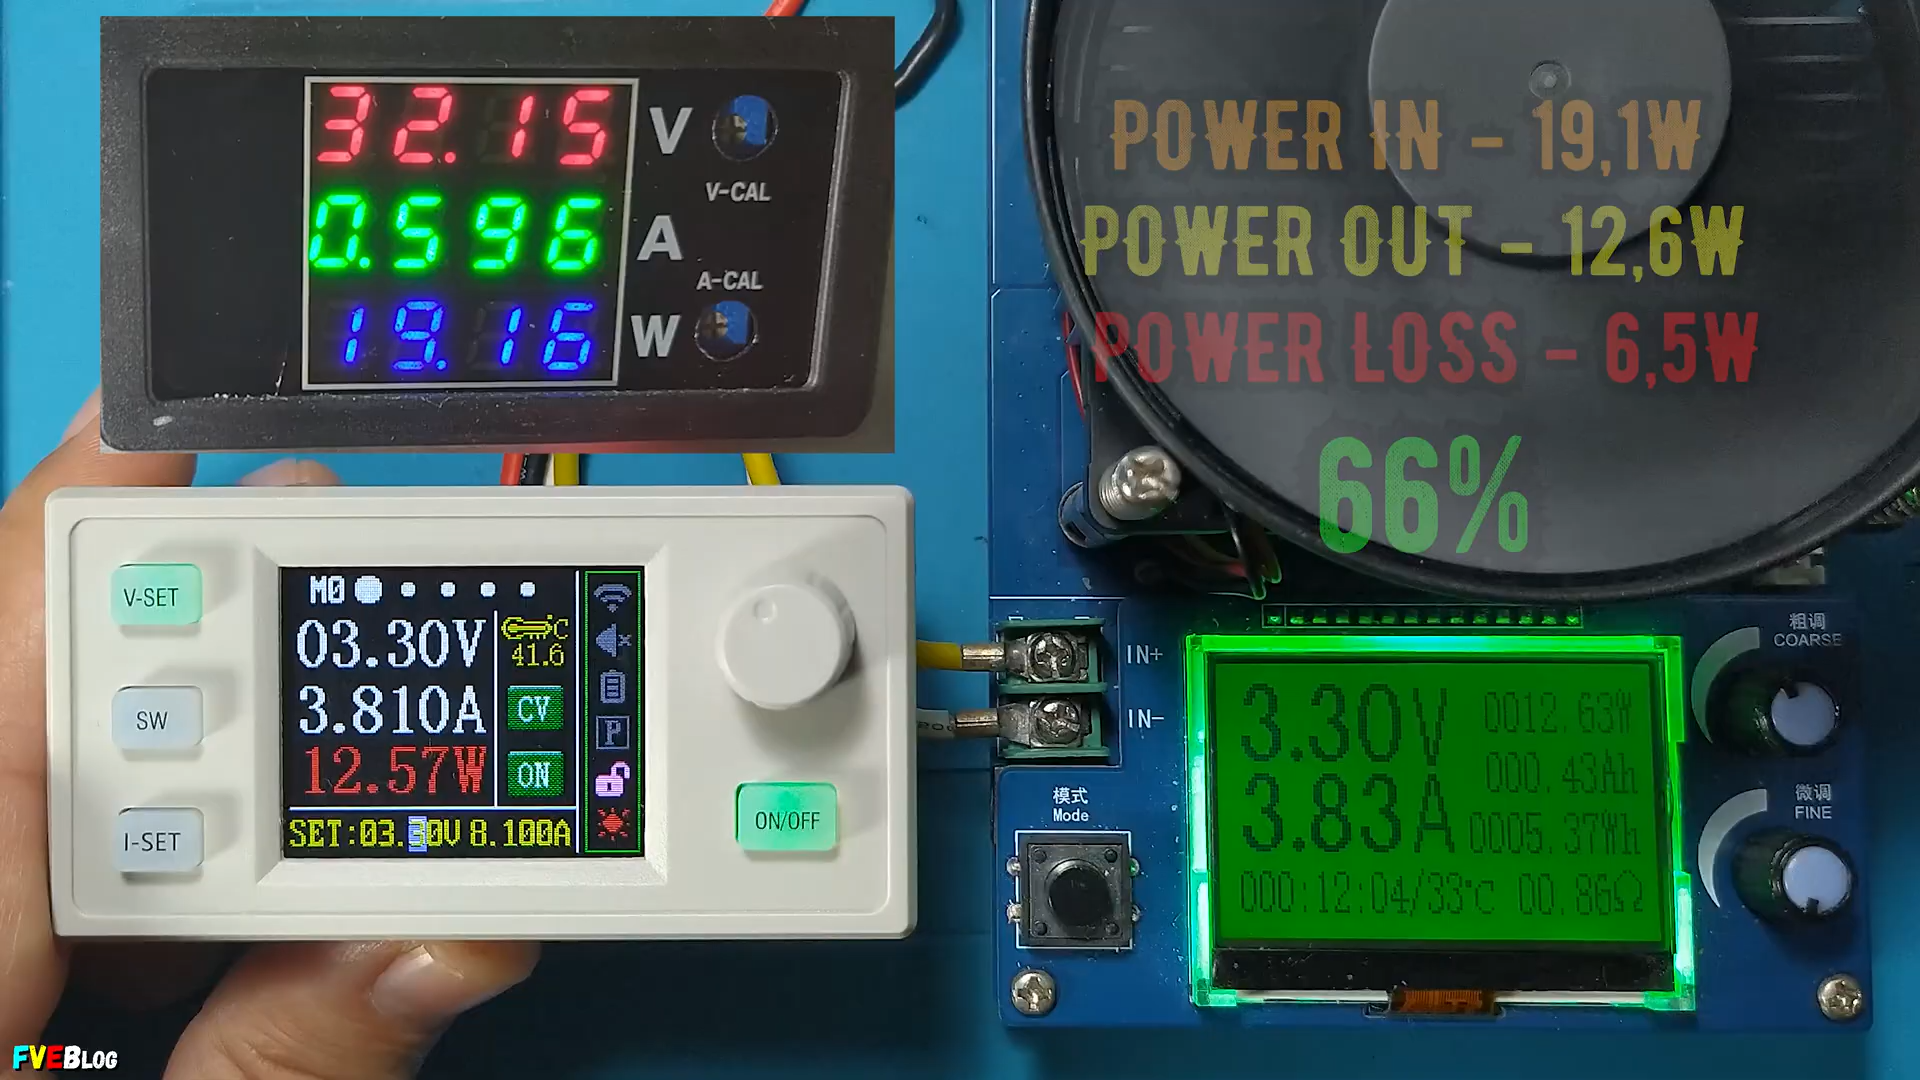 32.15 V
V-CAL
0.596 A
A-CAL
19.16 W
POWER IN - 19,1W
POWER OUT - 12,6W
POWER LOSS - 6,5W
66%
V-SET
SW
I-SET
M0
03.30V
3.810A
12.57W
C
41.6
CV
ON
P
SET:03.30V 8.100A
ON/OFF
IN+
IN-
模式
Mode
3.30V
0012.63W
000.43Ah
3.83A
0005.37Wh
000:12:04/33℃ 00.86Ω
粗调
COARSE
微调
FINE
FVEBLOG